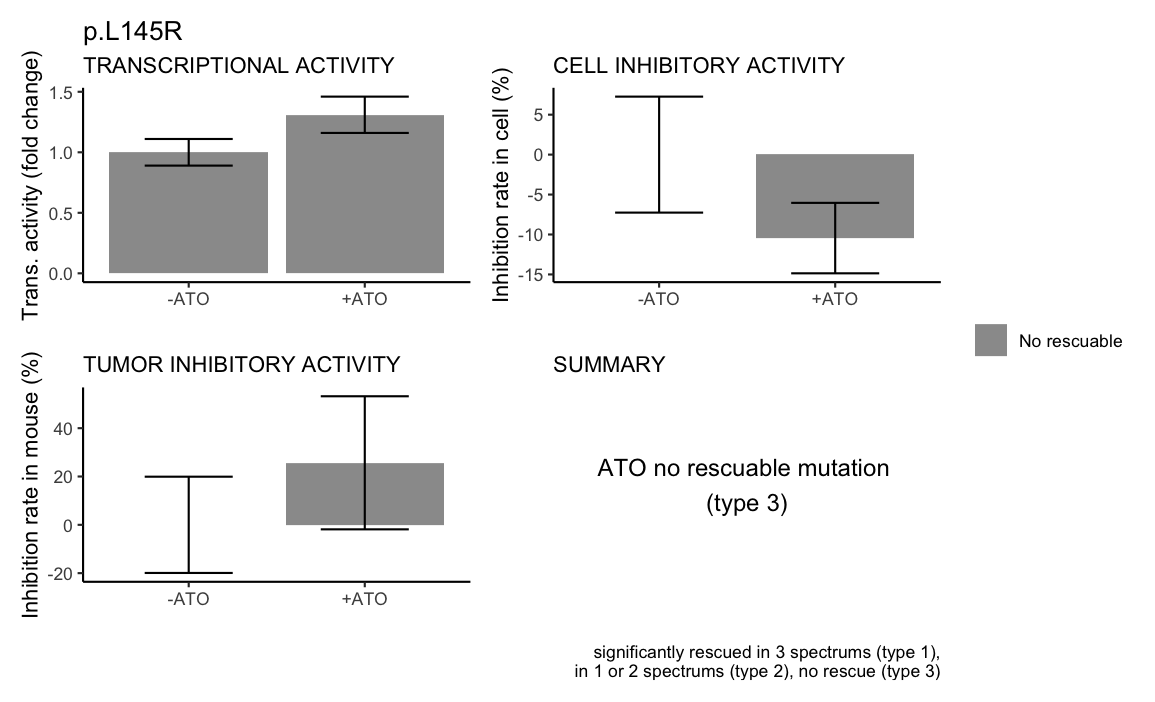 p.L145R
TRANSCRIPTIONAL ACTIVITY
Trans. activity (fold change)
1.5
1.0
0.5
0.0
-ATO
+ATO
CELL INHIBITORY ACTIVITY
Inhibition rate in cell (%)
5
0
-5
-10
-15
-ATO
+ATO
No rescuable
TUMOR INHIBITORY ACTIVITY
Inhibition rate in mouse (%)
40
20
0
-20
-ATO
+ATO
SUMMARY
ATO no rescuable mutation
(type 3)
significantly rescued in 3 spectrums (type 1),
in 1 or 2 spectrums (type 2), no rescue (type 3)